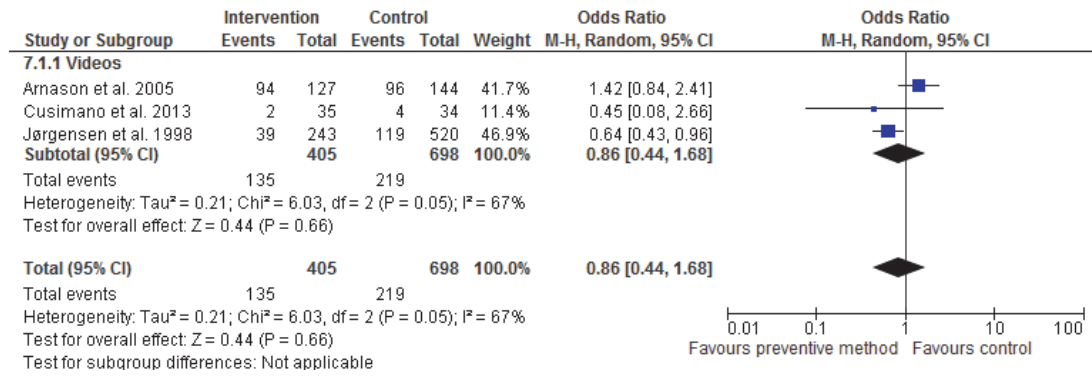 Intervention Control Odds Ratio Odds Ratio
Study or Subgroup Events Total Events Total Weight M-H, Random, 95% CI M-H, Random, 95% CI
7.1.1 Videos
Arnason et al. 2005 94 127 96 144 41.7% 1.42 [0.84, 2.41]
Cusimano et al. 2013 2 35 4 34 11.4% 0.45 [0.08, 2.66]
Jørgensen et al. 1998 39 243 119 520 46.9% 0.64 [0.43, 0.96]
Subtotal (95% CI) 405 698 100.0% 0.86 [0.44, 1.68]
Total events 135 219
Heterogeneity: Tau² = 0.21; Chi² = 6.03, df = 2 (P = 0.05); I² = 67%
Test for overall effect: Z = 0.44 (P = 0.66)
Total (95% CI) 405 698 100.0% 0.86 [0.44, 1.68]
Total events 135 219
Heterogeneity: Tau² = 0.21; Chi² = 6.03, df = 2 (P = 0.05); I² = 67%
Test for overall effect: Z = 0.44 (P = 0.66)
Test for subgroup differences: Not applicable
0.01 0.1 1 10 100
Favours preventive method Favours control